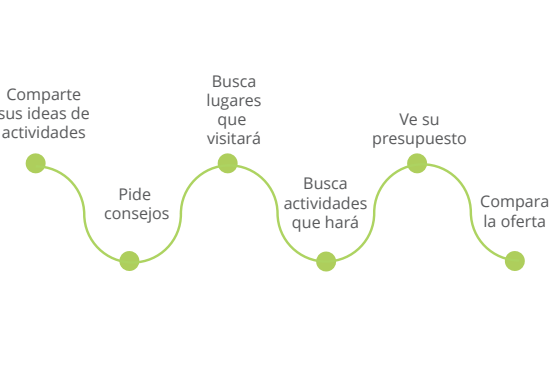 Comparte
sus ideas de
actividades
Pide
consejos
Busca
lugares
que
visitará
Busca
actividades
que hará
Ve su
presupuesto
Compara
la oferta